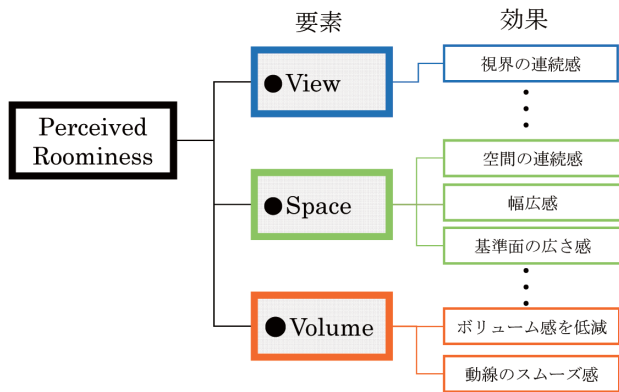 要素
効果
Perceived
Roominess
●View
視界の連続感
●Space
空間の連続感
幅広感
基準面の広さ感
●Volume
ボリューム感を低減
動線のスムーズ感